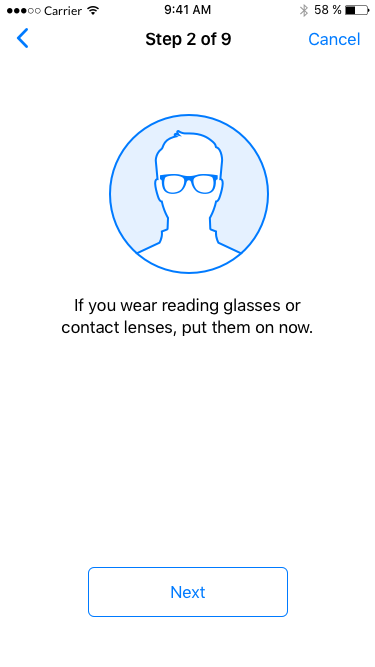 Carrier 9:41 AM 58 %
Step 2 of 9 Cancel
If you wear reading glasses or
contact lenses, put them on now.
Next